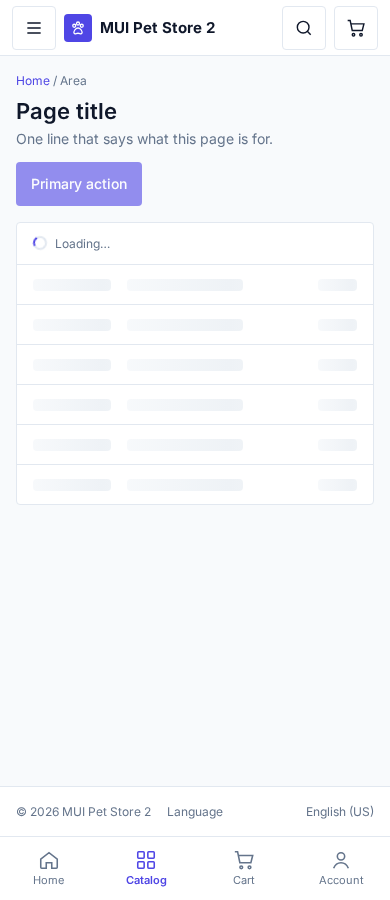 MUI Pet Store 2
Home / Area
Page title
One line that says what this page is for.
Primary action
Loading...
© 2026 MUI Pet Store 2 Language English (US)
Home Catalog Cart Account